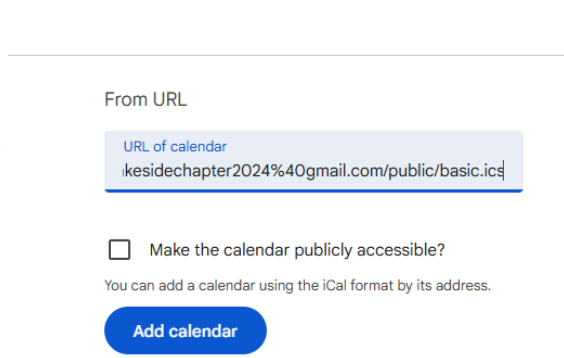 From URL
URL of calendar
kesidechapter2024%40gmail.com/public/basic.ics
Make the calendar publicly accessible?
You can add a calendar using the iCal format by its address.
Add calendar